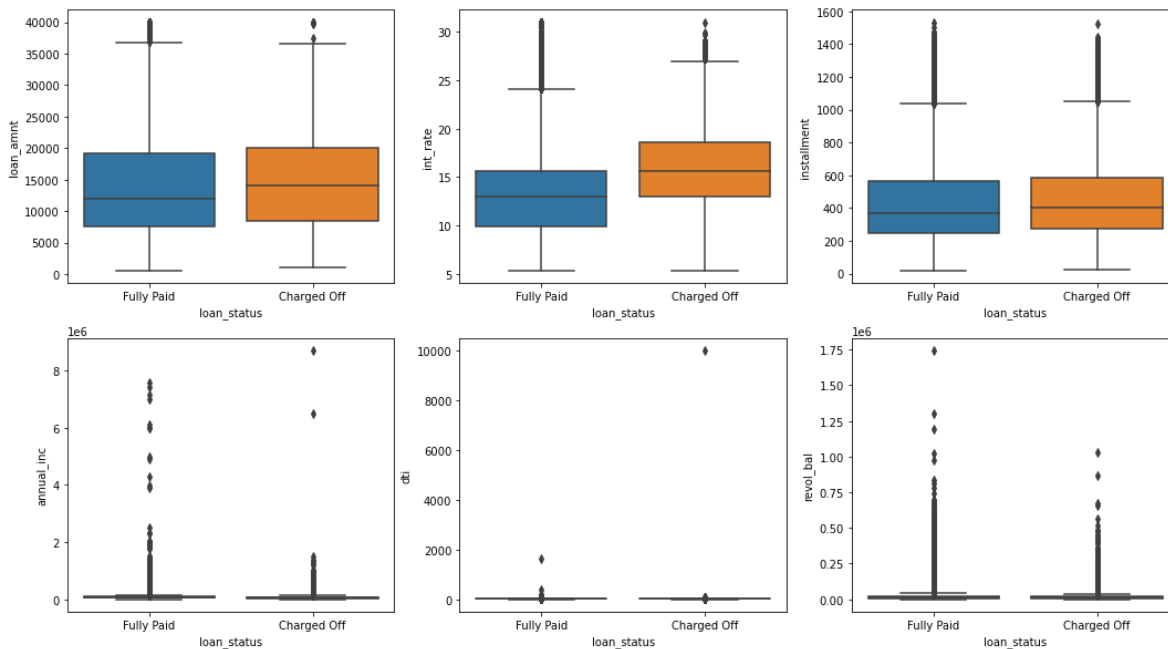 40000
35000
30000
25000
20000
15000
10000
5000
0
loan_amnt
Fully Paid
Charged Off
loan_status
30
25
20
15
10
5
int_rate
Fully Paid
Charged Off
loan_status
1600
1400
1200
1000
800
600
400
200
0
installment
Fully Paid
Charged Off
loan_status
1e6
8
6
4
2
0
annual_inc
Fully Paid
Charged Off
loan_status
10000
8000
6000
4000
2000
0
dti
Fully Paid
Charged Off
loan_status
1e6
1.75
1.50
1.25
1.00
0.75
0.50
0.25
0.00
revol_bal
Fully Paid
Charged Off
loan_status